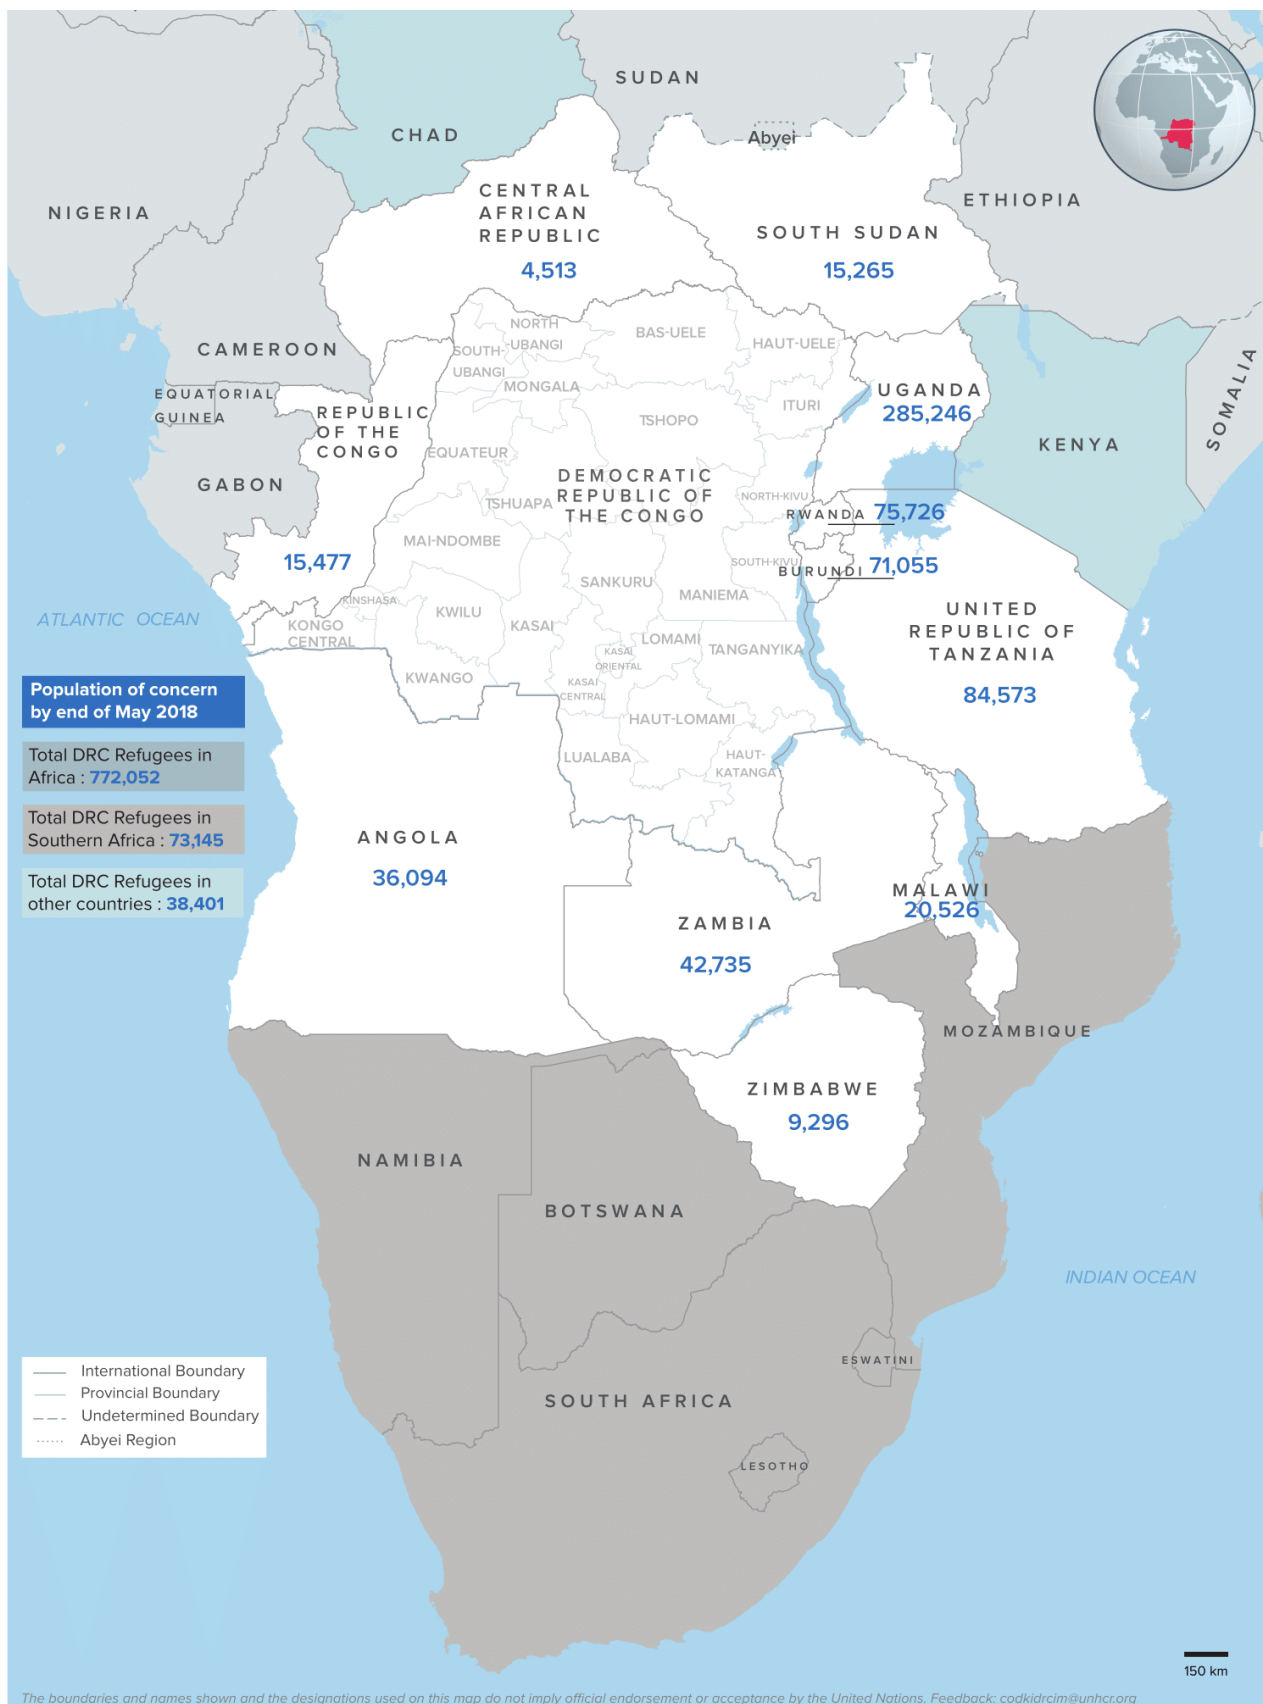 SUDAN
CHAD
Abyei
NIGERIA
CENTRAL
AFRICAN
REPUBLIC
4,513
ETHIOPIA
SOUTH SUDAN
15,265
NORTH
-UBANGI
SOUTH-
UBANGI
BAS-UELE
HAUT-UELE
CAMEROON
MONGALA
UGANDA
285,246
EQUATORIAL
GUINEA
REPUBLIC
OF THE
CONGO
ITURI
TSHOPO
SOMALIA
KENYA
EQUATEUR
GABON
DEMOCRATIC
REPUBLIC OF
THE CONGO
TSHUAPA
NORTH-KIVU
RWANDA 75,726
MAI-NDOMBE
15,477
SOUTH-KIVU
BURUNDI 71,055
SANKURU
MANIEMA
KINSHASA
KONGO
CENTRAL
KWILU
KASAI
ATLANTIC OCEAN
UNITED
REPUBLIC OF
TANZANIA
84,573
LOMAMI
TANGANYIKA
KASAI
ORIENTAL
KWANGO
KASAI
CENTRAL
Population of concern
by end of May 2018
HAUT-LOMAMI
Total DRC Refugees in
Africa : 772,052
LUALABA
HAUT-
KATANGA
Total DRC Refugees in
Southern Africa : 73,145
ANGOLA
36,094
Total DRC Refugees in
other countries : 38,401
MALAWI
20,526
ZAMBIA
42,735
MOZAMBIQUE
ZIMBABWE
9,296
NAMIBIA
BOTSWANA
INDIAN OCEAN
ESWATINI
International Boundary
Provincial Boundary
Undetermined Boundary
Abyei Region
SOUTH AFRICA
LESOTHO
150 km
The boundaries and names shown and the designations used on this map do not imply official endorsement or acceptance by the United Nations. Feedback: codkidrcim@unhcr.org